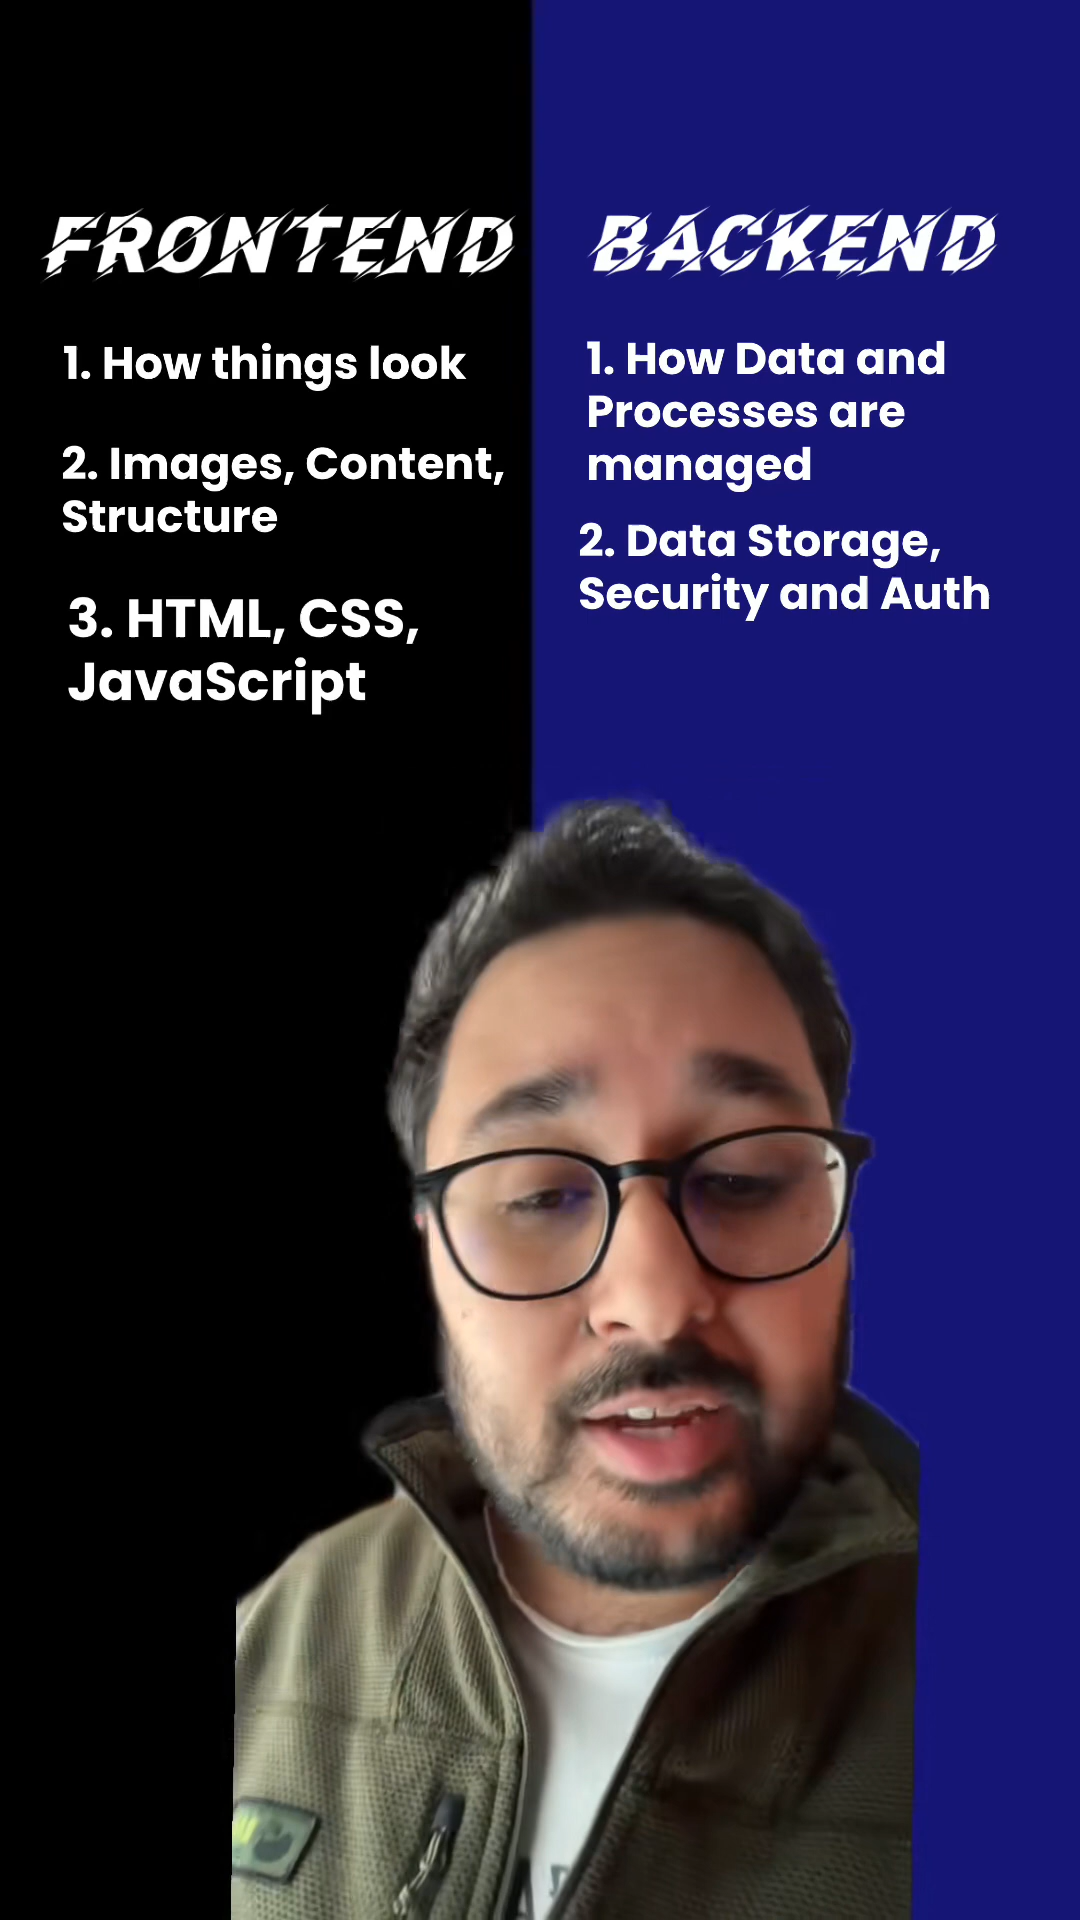 FRONTEND
1. How things look
2. Images, Content,
Structure
3. HTML, CSS,
JavaScript
BACKEND
1. How Data and
Processes are
managed
2. Data Storage,
Security and Auth